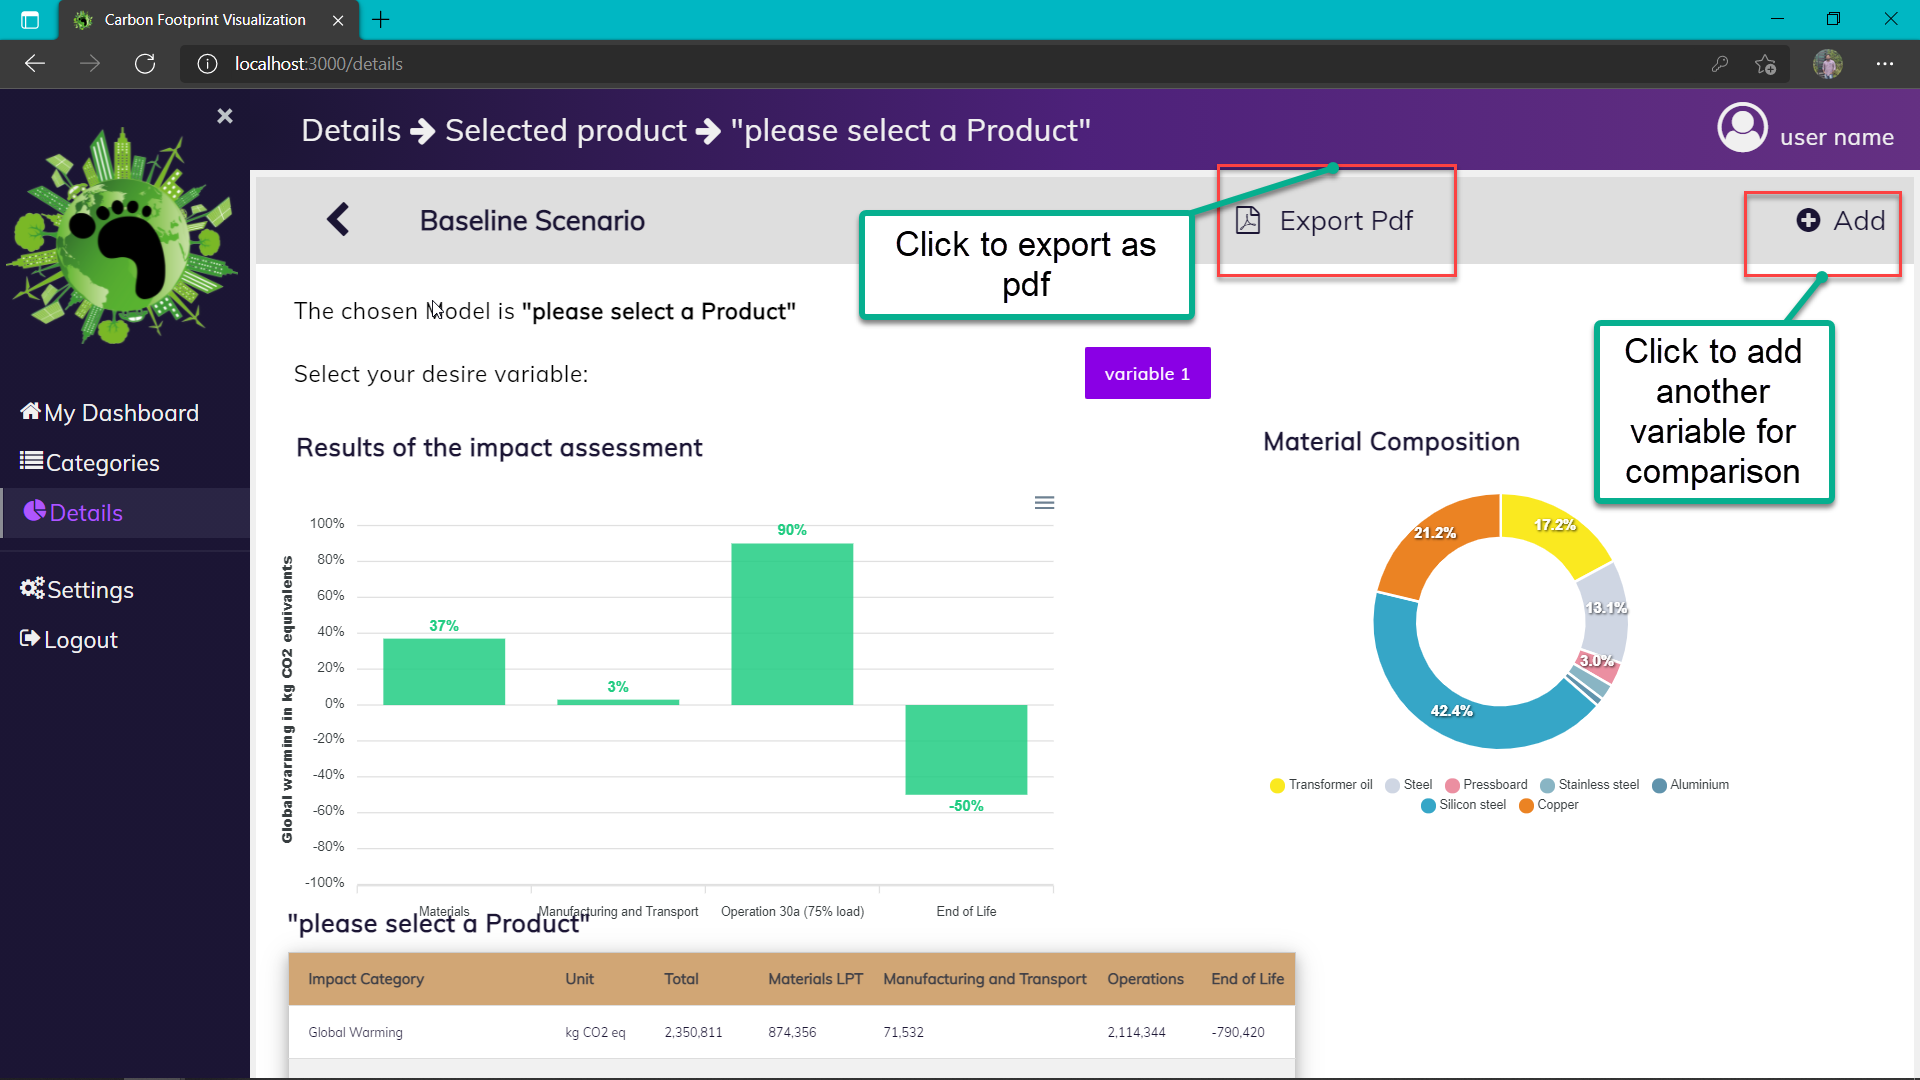 Carbon Footprint Visualization
localhost:3000/details
Details Selected product "please select a Product"
user name
Baseline Scenario
Export Pdf
Add
Click to export as
pdf
Click to add
another
variable for
comparison
The chosen Model is "please select a Product"
Select your desire variable:
variable 1
My Dashboard
Categories
Details
Settings
Logout
Results of the impact assessment
Global warming in kg CO2 equivalents
100%
80%
60%
40%
20%
0%
-20%
-40%
-60%
-80%
-100%
37%
3%
90%
-50%
Materials
Manufacturing and Transport
Operation 30a (75% load)
End of Life
Material Composition
17.2%
13.1%
3.0%
42.4%
21.2%
Transformer oil Steel Pressboard Stainless steel Aluminium
Silicon steel Copper
"please select a Product"
Impact Category Unit Total Materials LPT Manufacturing and Transport Operations End of Life
Global Warming kg CO2 eq 2,350,811 874,356 71,532 2,114,344 -790,420